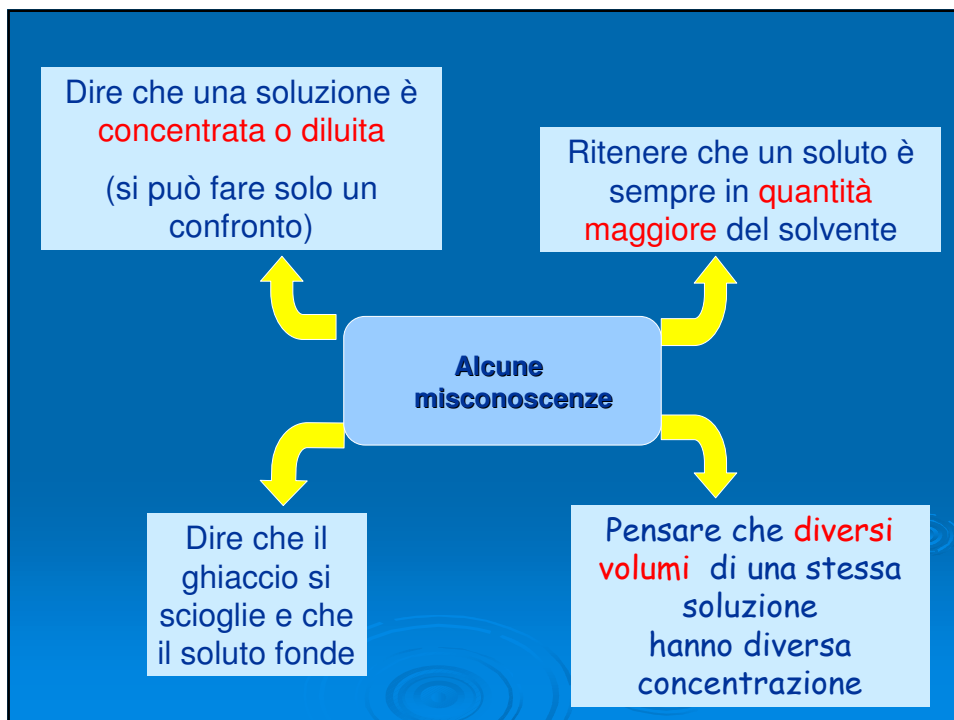 Dire che una soluzione è
concentrata o diluita
(si può fare solo un
confronto)
Ritenere che un soluto è
sempre in quantità
maggiore del solvente
Alcune
misconoscenze
Dire che il
ghiaccio si
scioglie e che
il soluto fonde
Pensare che diversi
volumi di una stessa
soluzione
hanno diversa
concentrazione